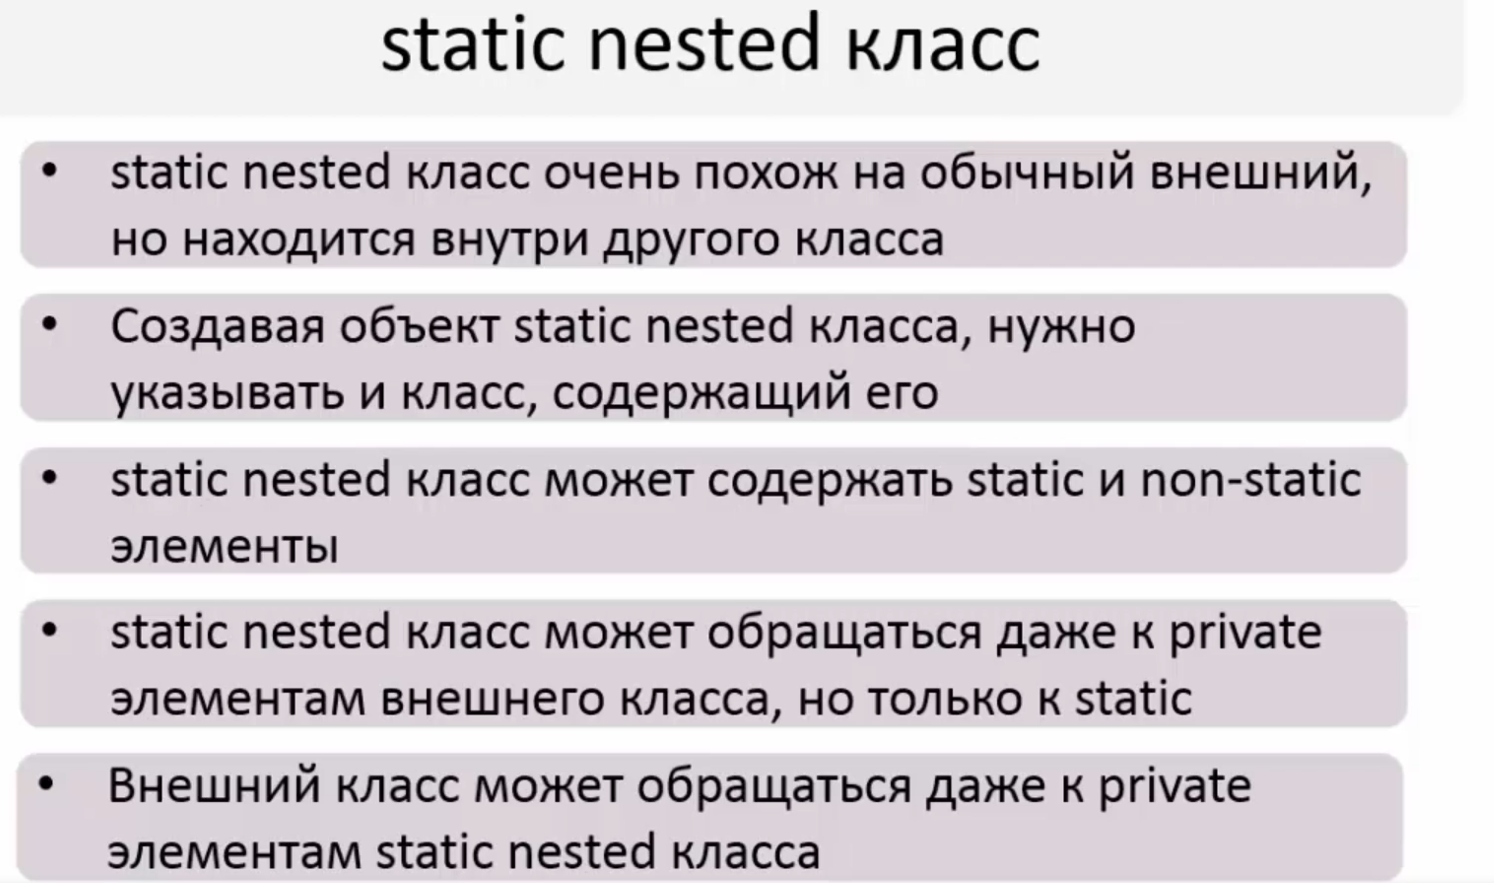 static nested класс
• static nested класс очень похож на обычный внешний,
но находится внутри другого класса
• Создавая объект static nested класса, нужно
указывать и класс, содержащий его
• static nested класс может содержать static и non-static
элементы
• static nested класс может обращаться даже к private
элементам внешнего класса, но только к static
• Внешний класс может обращаться даже к private
элементам static nested класса